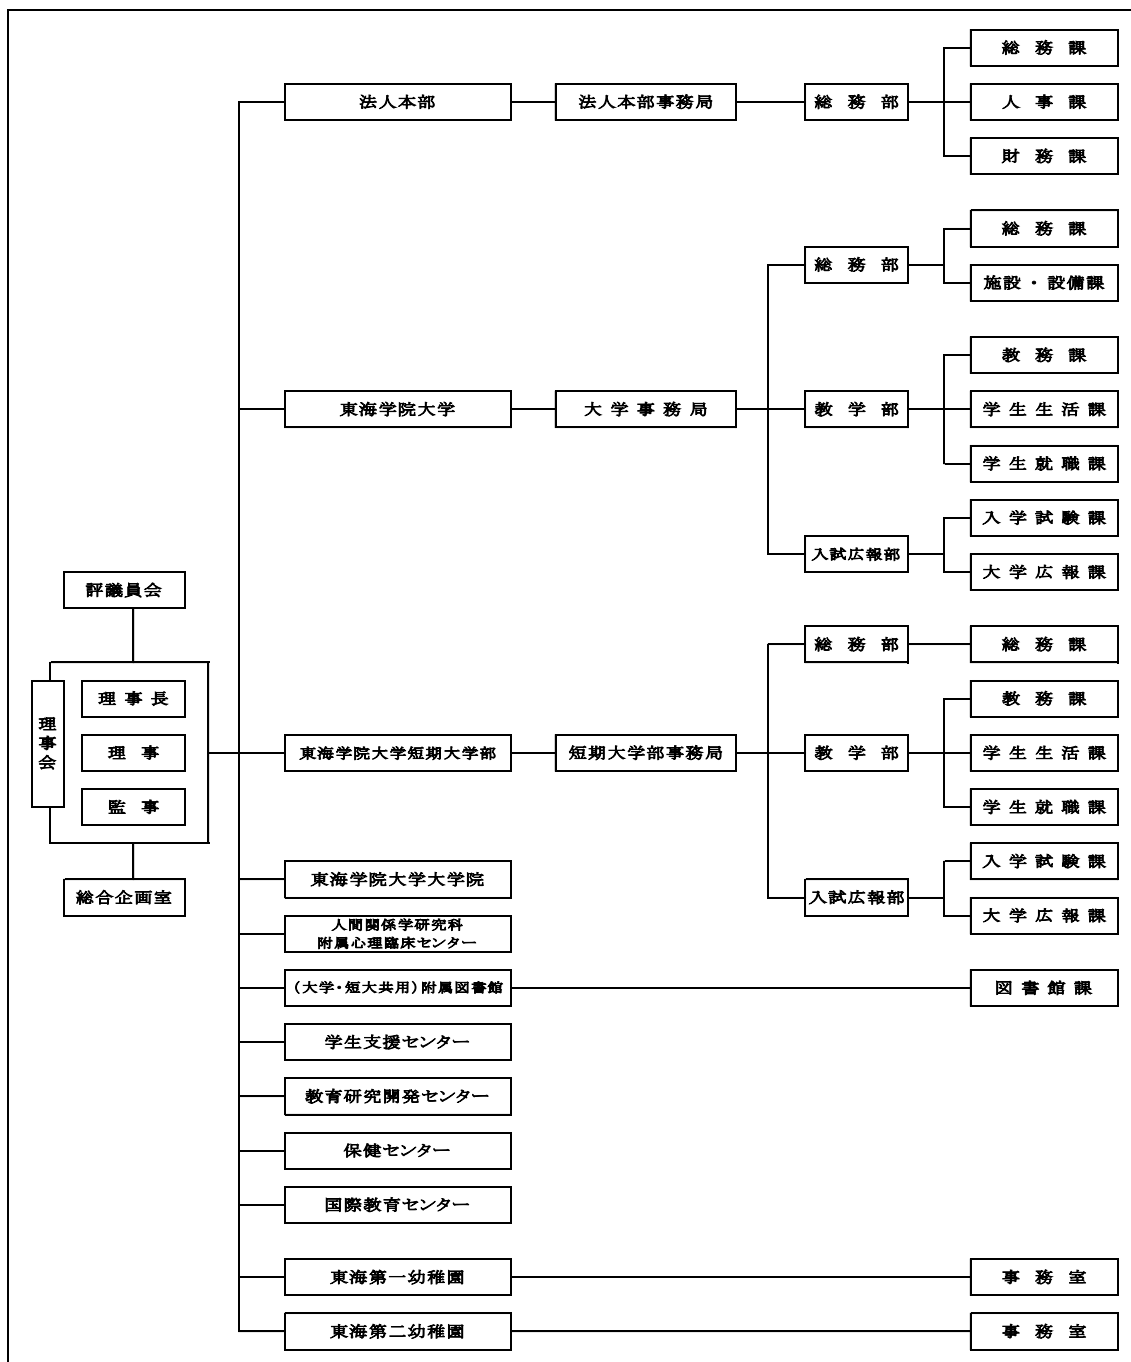 総務課
法人本部
法人本部事務局
総務部
人事課
財務課
総務課
総務部
施設・設備課
教務課
東海学院大学
大学事務局
教学部
学生生活課
学生就職課
入学試験課
入試広報部
大学広報課
評議員会
総務部
総務課
理事会
理事長
理事
監事
教務課
東海学院大学短期大学部
短期大学部事務局
教学部
学生生活課
学生就職課
入学試験課
東海学院大学大学院
総合企画室
入試広報部
大学広報課
人間関係学研究科
附属心理臨床センター
(大学・短大共用)附属図書館
図書館課
学生支援センター
教育研究開発センター
保健センター
国際教育センター
東海第一幼稚園
事務室
東海第二幼稚園
事務室